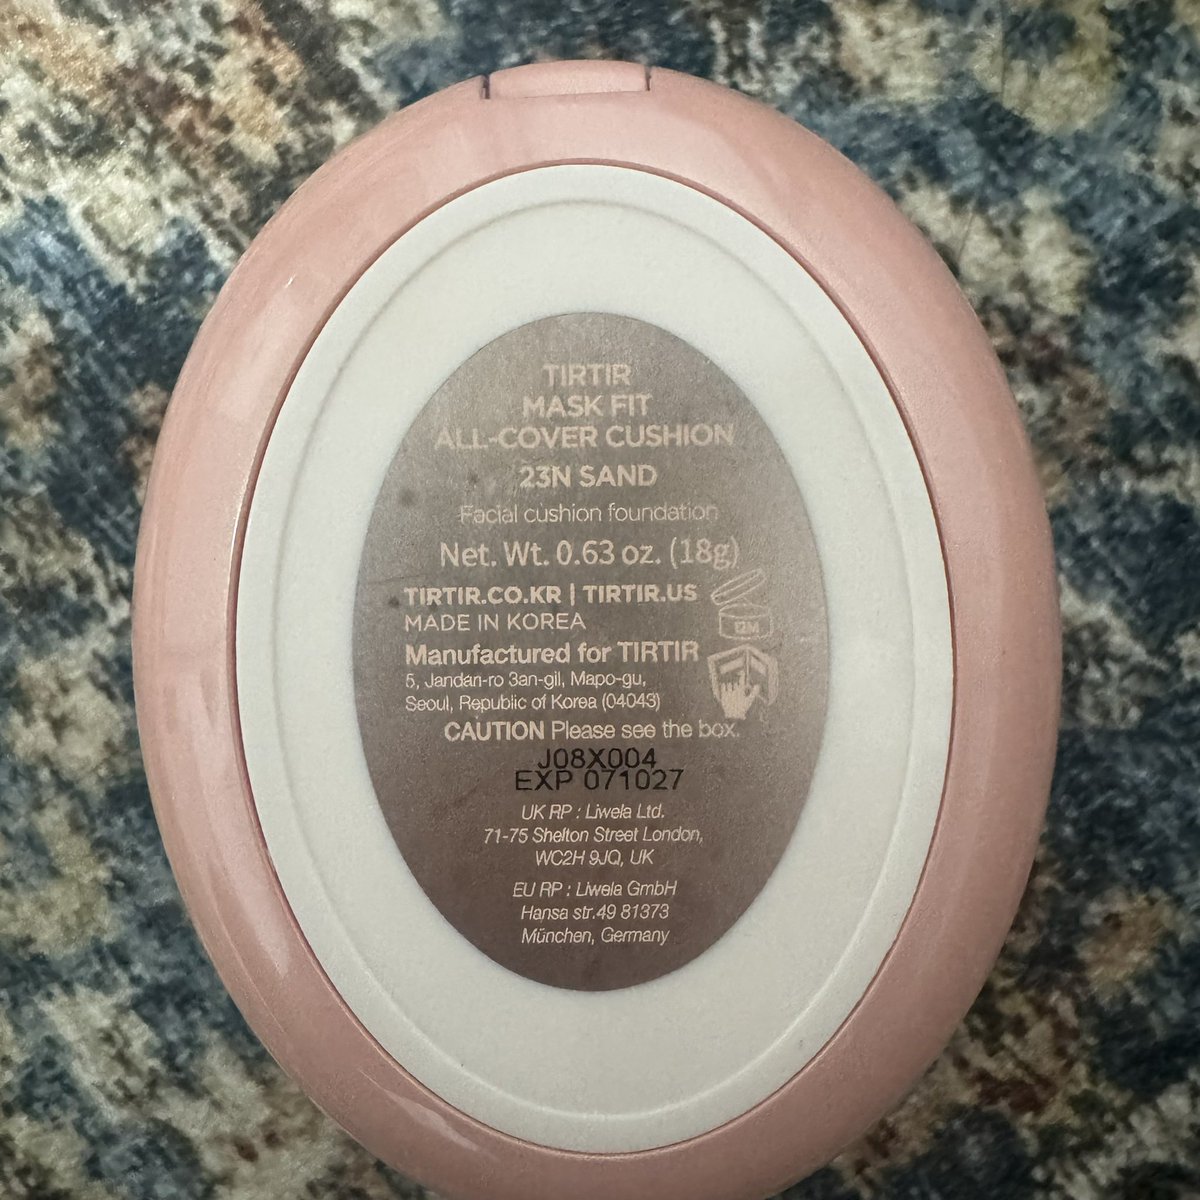 TIRTIR
MASK FIT
ALL-COVER CUSHION
23N SAND
Facial cushion foundation
Net. Wt. 0.63 oz. (18g)
TIRTIR.CO.KR | TIRTIR.US
MADE IN KOREA
12M
Manufactured for TIRTIR
5, Jandari-ro 3an-gil, Mapo-gu,
Seoul, Republic of Korea (04043)
CAUTION Please see the box.
J08X004
EXP 071027
UK RP : Liwela Ltd.
71-75 Shelton Street London,
WC2H 9JQ, UK
EU RP : Liwela GmbH
Hansa str.49 81373
München, Germany